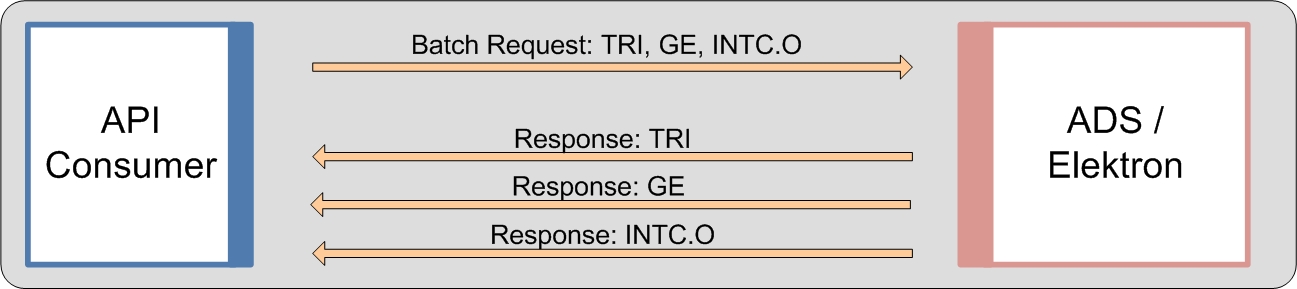 Batch Request: TRI, GE, INTC.O
API
Consumer
ADS /
Elektron
Response: TRI
Response: GE
Response: INTC.O